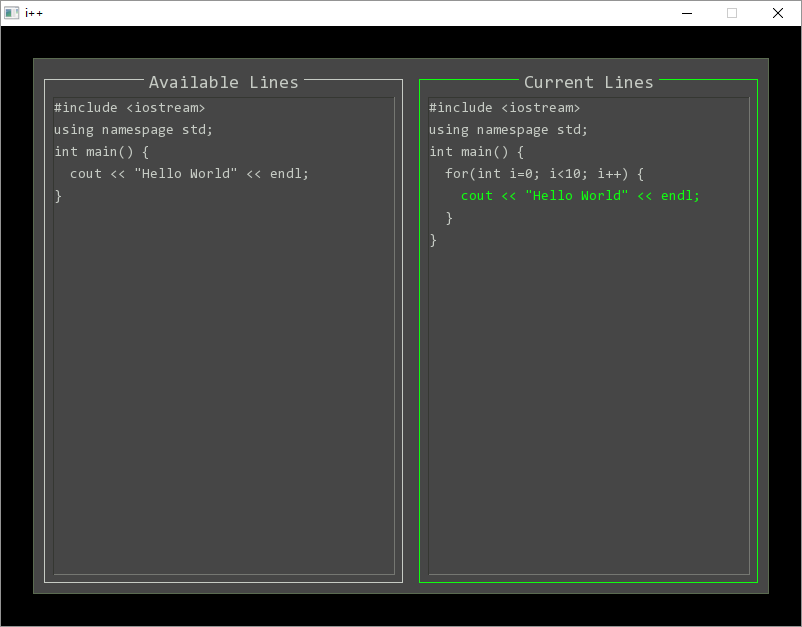 i++
Available Lines
#include <iostream>
using namespage std;
int main() {
  cout << "Hello World" << endl;
}
Current Lines
#include <iostream>
using namespage std;
int main() {
  for(int i=0; i<10; i++) {
    cout << "Hello World" << endl;
  }
}